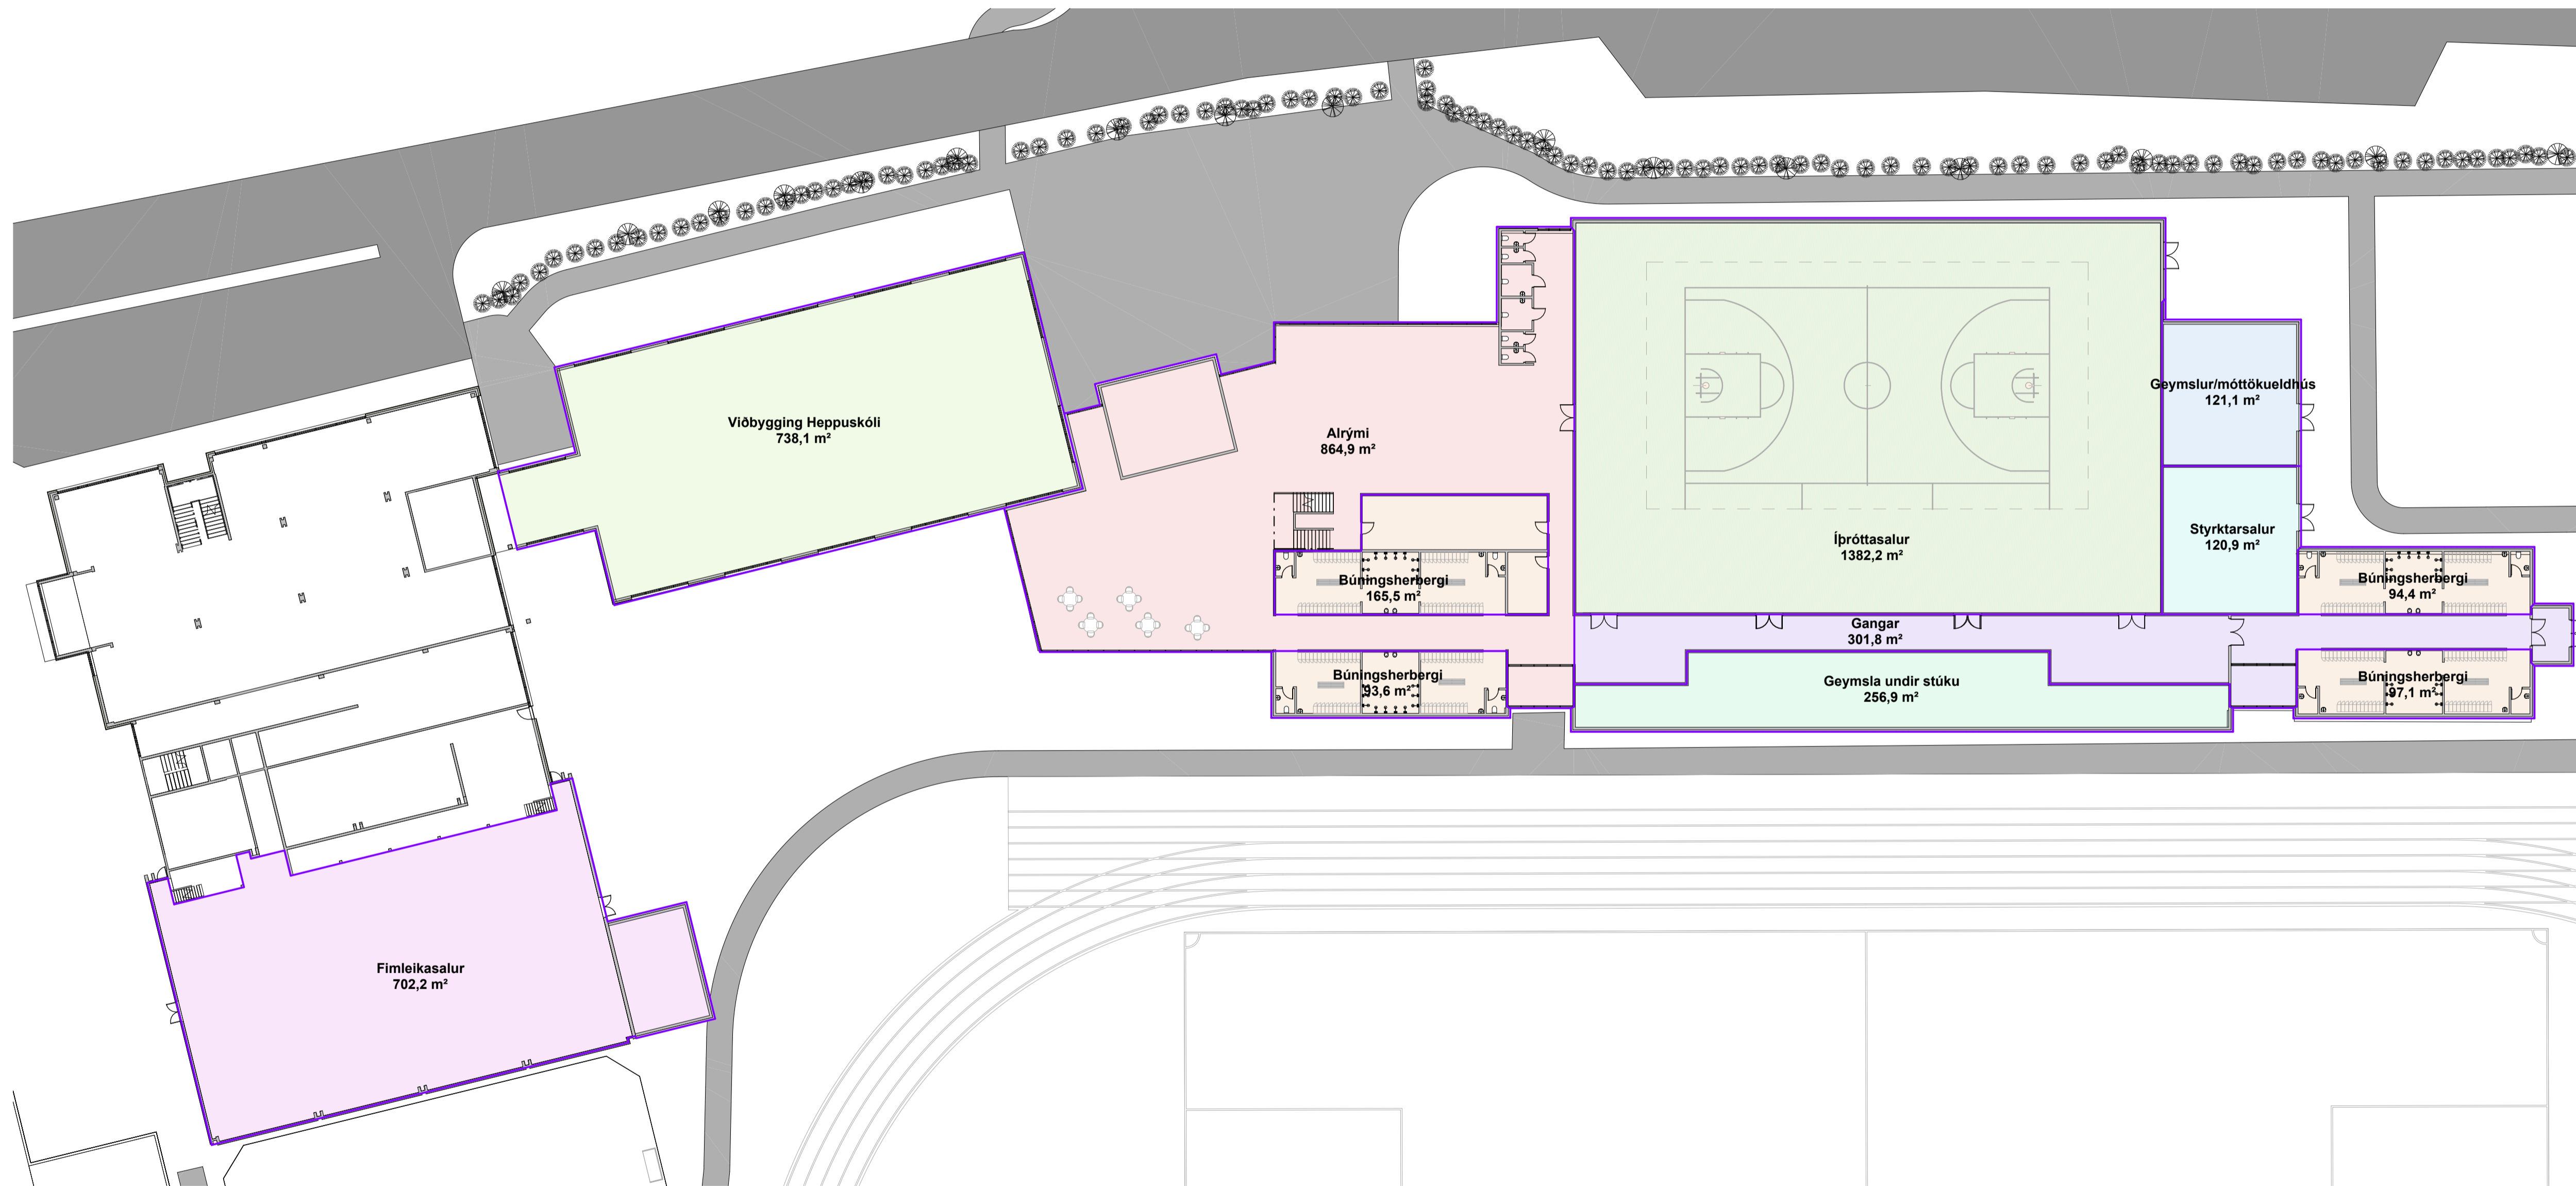 Viðbygging Heppuskóli
738,1 m²
Alrými
864,9 m²
Geymslur/móttökueldhús
121,1 m²
Styrktarsalur
120,9 m²
Íþróttasalur
1382,2 m²
Búningsherbergi
165,5 m²
Búningsherbergi
94,4 m²
Gangar
301,8 m²
Búningsherbergi
93,6 m²
Geymsla undir stúku
256,9 m²
Búningsherbergi
97,1 m²
Fimleikasalur
702,2 m²